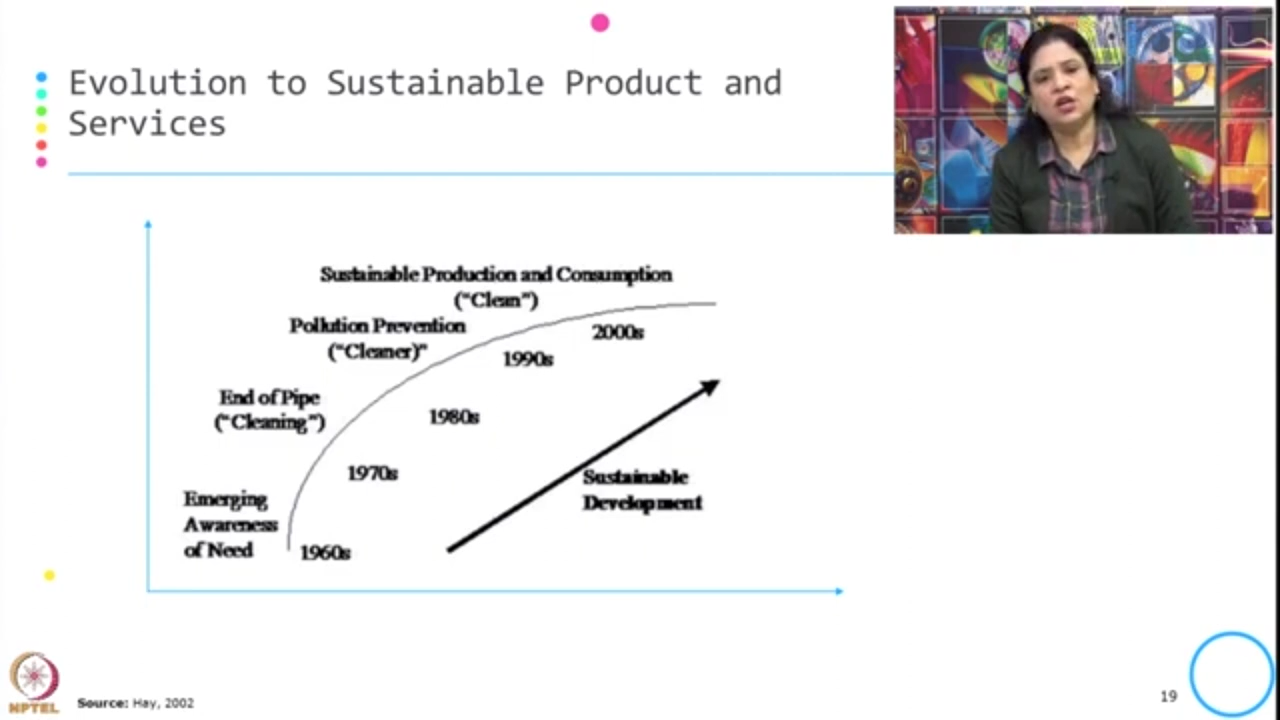 Evolution to Sustainable Product and
Services
Sustainable Production and Consumption
(“Clean”)
Pollution Prevention
(“Cleaner)”
2000s
1990s
End of Pipe
(“Cleaning”)
1980s
1970s
Sustainable
Development
Emerging
Awareness
of Need
1960s
NPTEL
Source: Hay, 2002
19